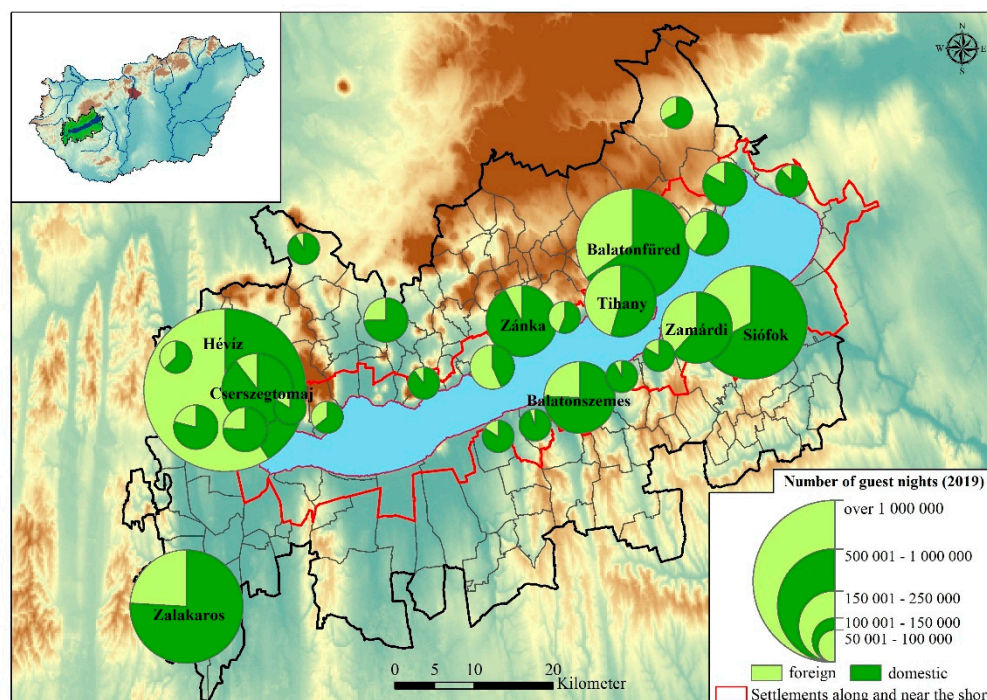 N
W E
S
Balatonfüred
Tihany
Zánka
Zamárdi
Siófok
Hévíz
Cserszegtomaj
Balatonszemes
Zalakaros
Number of guest nights (2019)
over 1 000 000
500 001 - 1 000 000
150 001 - 250 000
100 001 - 150 000
50 001 - 100 000
foreign domestic
Settlements along and near the shor
0 5 10 20
Kilometer